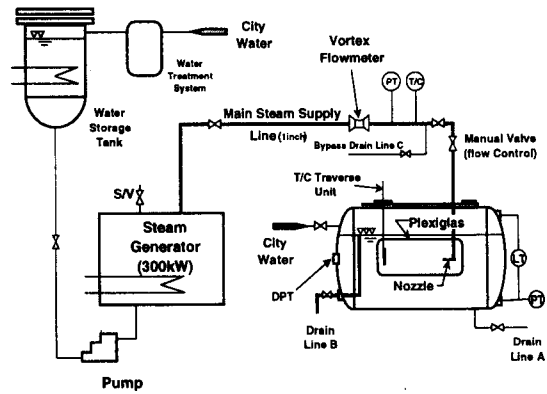 City
Water
Water
Treatment
System
Water
Storage
Tank
Vortex
Flowmeter
PT
T/C
Main Steam Supply
Line(1inch)
Bypass Drain Line C
Manual Valve
(flow Control)
S/V
T/C Traverse
Unit
Steam
Generator
(300kW)
Plexiglas
City
Water
LT
DPT
Nozzle
PT
Drain
Line B
Drain
Line A
Pump